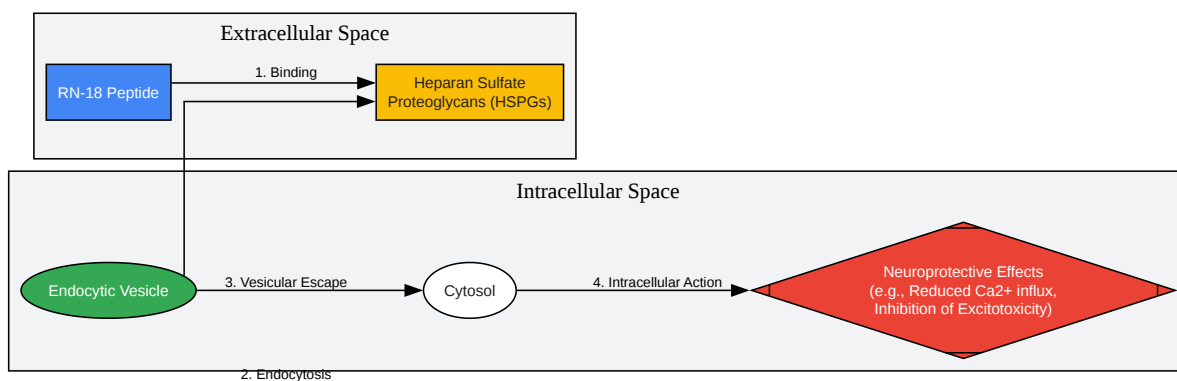 Extracellular Space
RN-18 Peptide
1. Binding
Heparan Sulfate
Proteoglycans (HSPGs)
Intracellular Space
Endocytic Vesicle
3. Vesicular Escape
Cytosol
4. Intracellular Action
Neuroprotective Effects
(e.g., Reduced Ca2+ influx,
Inhibition of Excitotoxicity)
2. Endocytosis